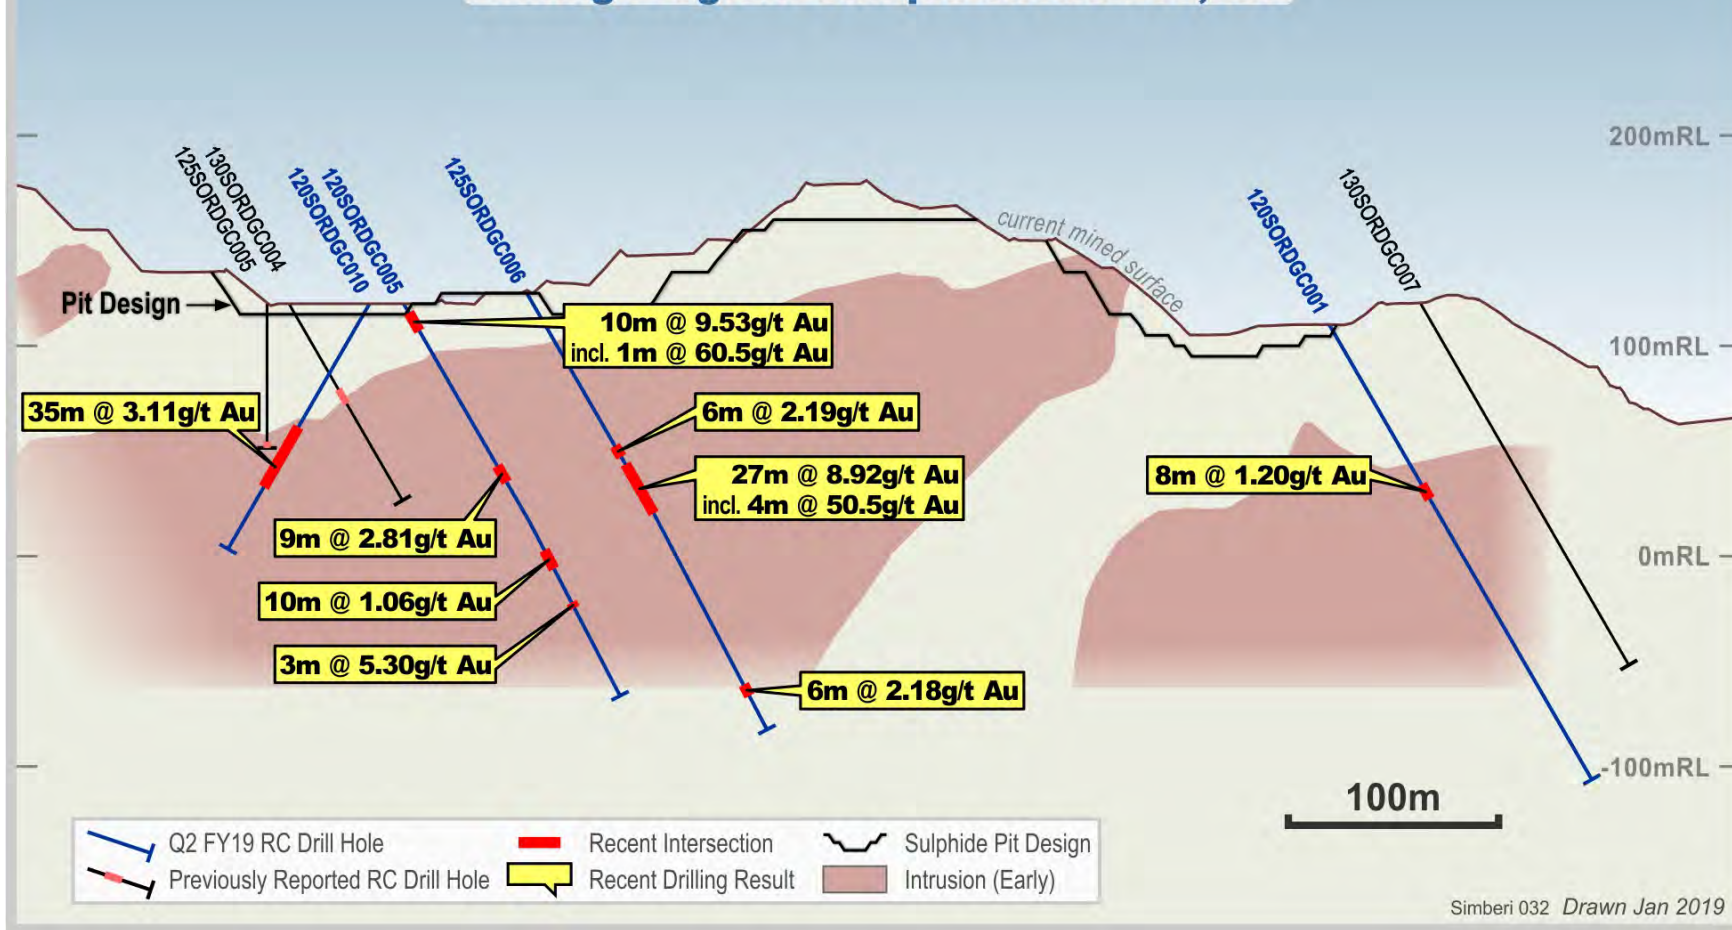 200mRL
125SORDGC005
130SORDGC004
120SORDGC010
120SORDGC005
125SORDGC006
current mined surface
120SORDGC001
130SORDGC007
Pit Design
10m @ 9.53g/t Au
incl. 1m @ 60.5g/t Au
100mRL
35m @ 3.11g/t Au
6m @ 2.19g/t Au
27m @ 8.92g/t Au
incl. 4m @ 50.5g/t Au
8m @ 1.20g/t Au
9m @ 2.81g/t Au
0mRL
10m @ 1.06g/t Au
3m @ 5.30g/t Au
6m @ 2.18g/t Au
-100mRL
100m
Q2 FY19 RC Drill Hole
Recent Intersection
Sulphide Pit Design
Previously Reported RC Drill Hole
Recent Drilling Result
Intrusion (Early)
Simberi 032 Drawn Jan 2019